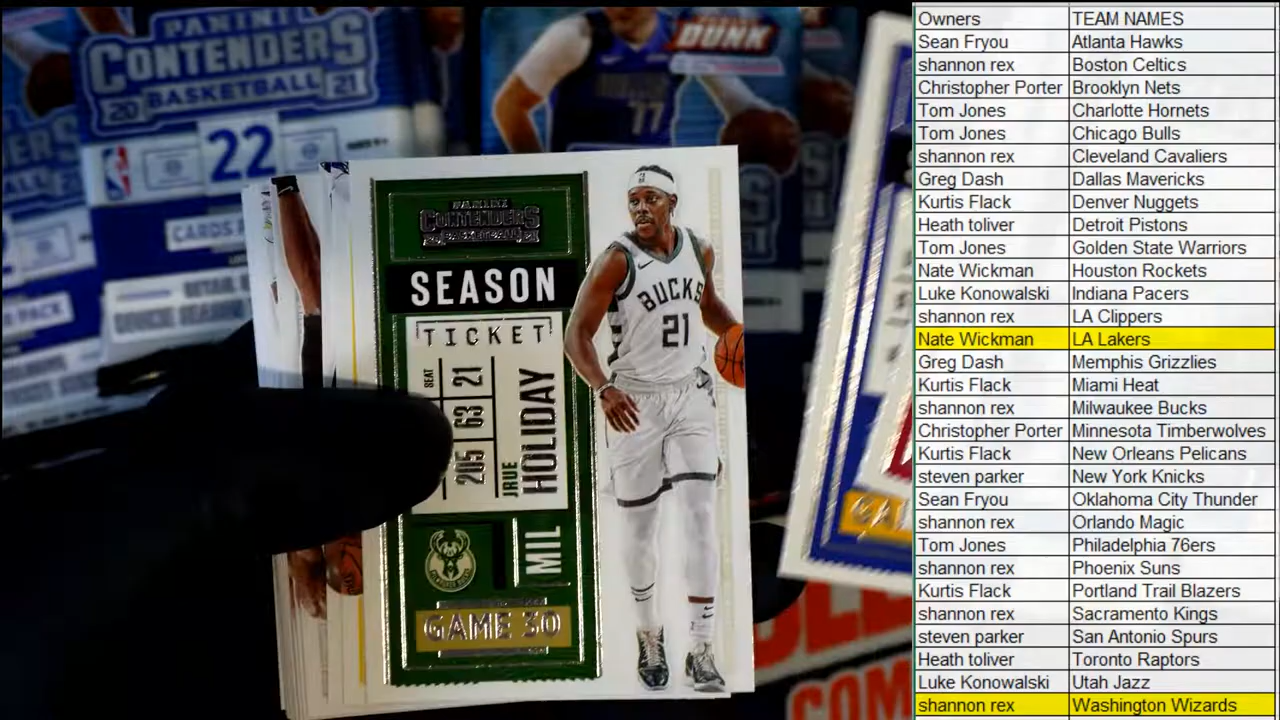 PANINI
CONTENDERS
20 BASKETBALL 21
22
DUNK
77
CARDS
PANINI
CONTENDERS
BASKETBALL
SEASON
TICKET
SEAT
205 63 21
JRUE
HOLIDAY
MIL
GAME 30
BUCKS
21
COM
Owners TEAM NAMES
Sean Fryou Atlanta Hawks
shannon rex Boston Celtics
Christopher Porter Brooklyn Nets
Tom Jones Charlotte Hornets
Tom Jones Chicago Bulls
shannon rex Cleveland Cavaliers
Greg Dash Dallas Mavericks
Kurtis Flack Denver Nuggets
Heath toliver Detroit Pistons
Tom Jones Golden State Warriors
Nate Wickman Houston Rockets
Luke Konowalski Indiana Pacers
shannon rex LA Clippers
Nate Wickman LA Lakers
Greg Dash Memphis Grizzlies
Kurtis Flack Miami Heat
shannon rex Milwaukee Bucks
Christopher Porter Minnesota Timberwolves
Kurtis Flack New Orleans Pelicans
steven parker New York Knicks
Sean Fryou Oklahoma City Thunder
shannon rex Orlando Magic
Tom Jones Philadelphia 76ers
shannon rex Phoenix Suns
Kurtis Flack Portland Trail Blazers
shannon rex Sacramento Kings
steven parker San Antonio Spurs
Heath toliver Toronto Raptors
Luke Konowalski Utah Jazz
shannon rex Washington Wizards